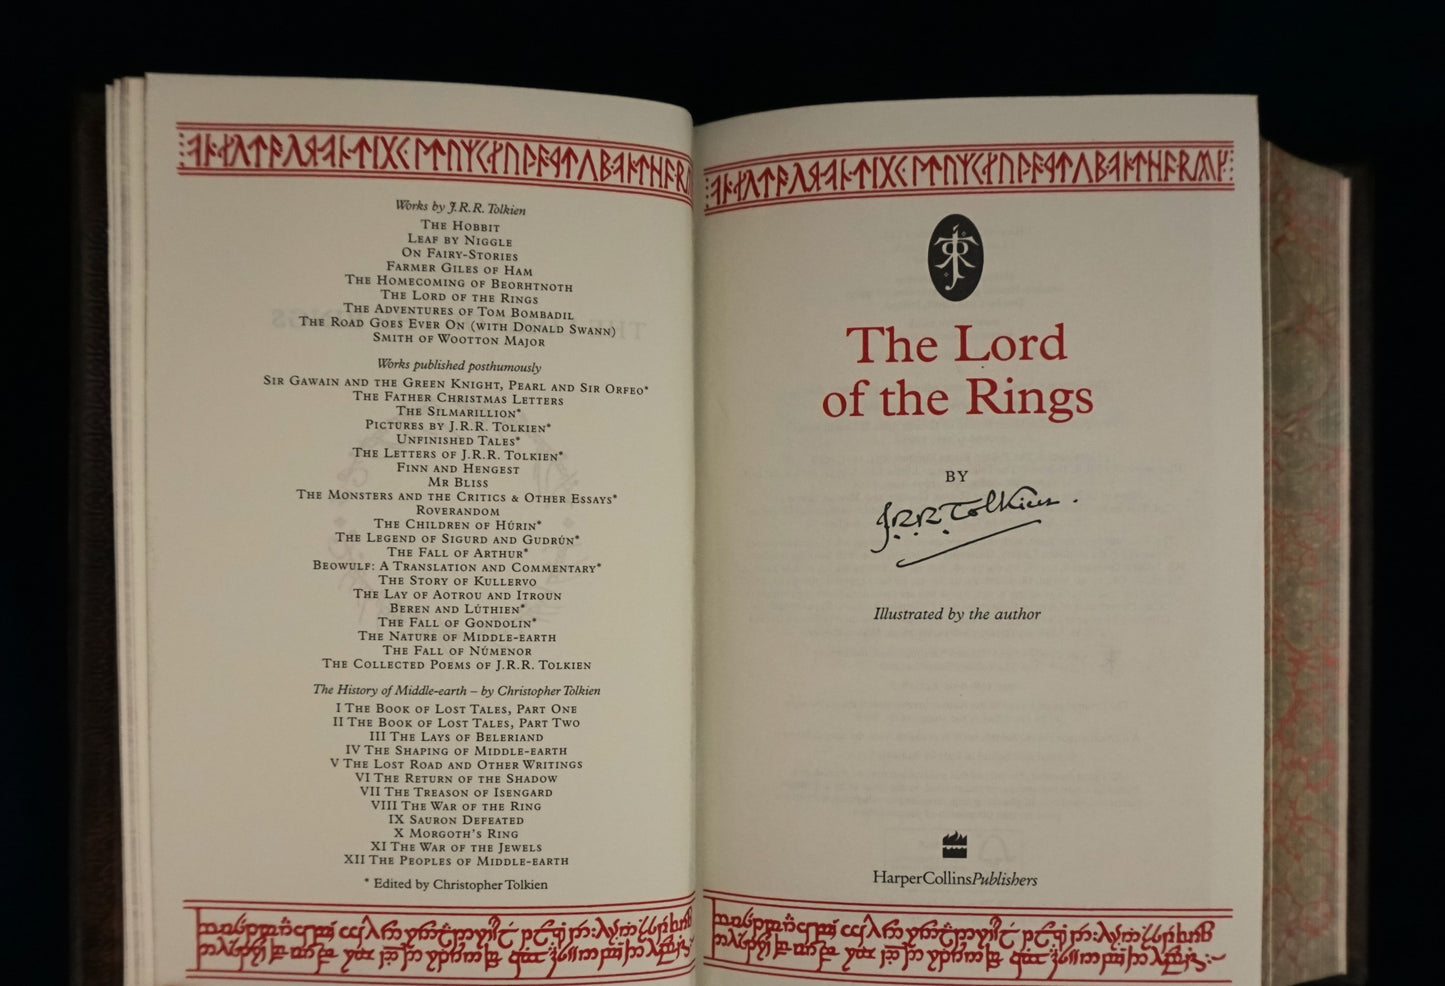 Works by J.R.R. Tolkien
THE HOBBIT
LEAF BY NIGGLE
ON FAIRY-STORIES
FARMER GILES OF HAM
THE HOMECOMING OF BEORHTNOTH
THE LORD OF THE RINGS
THE ADVENTURES OF TOM BOMBADIL
THE ROAD GOES EVER ON (WITH DONALD SWANN)
SMITH OF WOOTTON MAJOR
Works published posthumously
SIR GAWAIN AND THE GREEN KNIGHT, PEARL AND SIR ORFEO*
THE FATHER CHRISTMAS LETTERS
THE SILMARILLION*
PICTURES BY J.R.R. TOLKIEN*
UNFINISHED TALES*
THE LETTERS OF J.R.R. TOLKIEN*
FINN AND HENGEST
MR BLISS
THE MONSTERS AND THE CRITICS & OTHER ESSAYS*
ROVERANDOM
THE CHILDREN OF HÚRIN*
THE LEGEND OF SIGURD AND GUDRÚN*
THE FALL OF ARTHUR*
BEOWULF: A TRANSLATION AND COMMENTARY*
THE STORY OF KULLERVO
THE LAY OF AOTROU AND ITROUN
BEREN AND LÚTHIEN*
THE FALL OF GONDOLIN*
THE NATURE OF MIDDLE-EARTH
THE FALL OF NÚMENOR
THE COLLECTED POEMS OF J.R.R. TOLKIEN
The History of Middle-earth – by Christopher Tolkien
I THE BOOK OF LOST TALES, PART ONE
II THE BOOK OF LOST TALES, PART TWO
III THE LAYS OF BELERIAND
IV THE SHAPING OF MIDDLE-EARTH
V THE LOST ROAD AND OTHER WRITINGS
VI THE RETURN OF THE SHADOW
VII THE TREASON OF ISENGARD
VIII THE WAR OF THE RING
IX SAURON DEFEATED
X MORGOTH'S RING
XI THE WAR OF THE JEWELS
XII THE PEOPLES OF MIDDLE-EARTH
* Edited by Christopher Tolkien
The Lord
of the Rings
BY
J.R.R. Tolkien.
Illustrated by the author
HarperCollinsPublishers